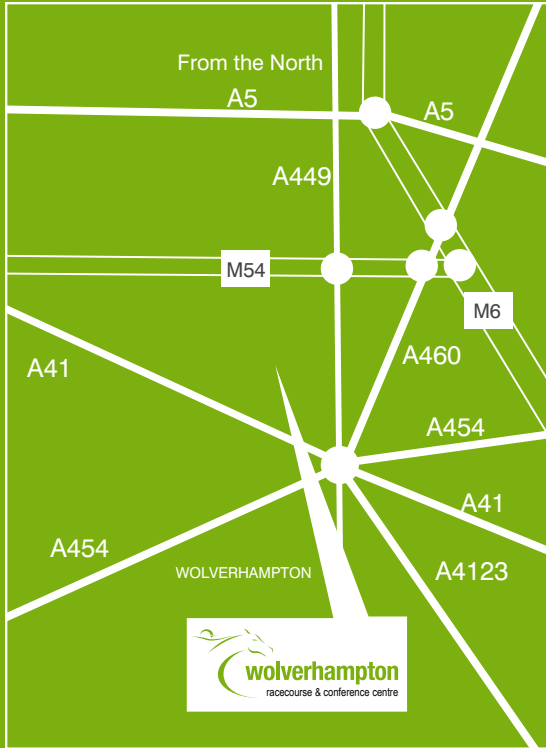 From the North
A5
A5
A449
M54
M6
A41
A460
A454
A41
A454
A4123
WOLVERHAMPTON
wolverhampton
racecourse & conference centre